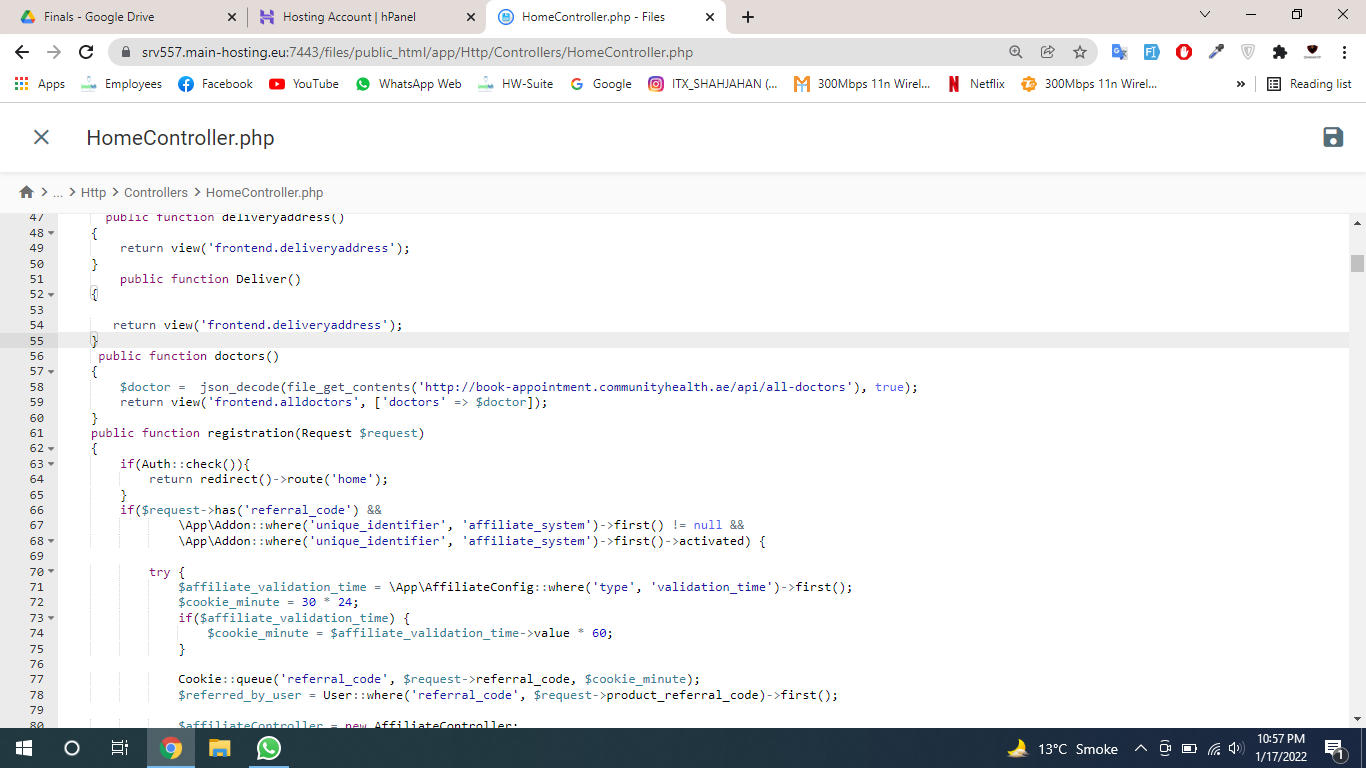 Finals - Google Drive
Hosting Account | hPanel
HomeController.php - Files
srv557.main-hosting.eu:7443/files/public_html/app/Http/Controllers/HomeController.php
Apps Employees Facebook YouTube WhatsApp Web HW-Suite Google ITX_SHAHJAHAN (... 300Mbps 11n Wirel... Netflix 300Mbps 11n Wirel... » Reading list
HomeController.php
... > Http > Controllers > HomeController.php
47 public function deliveryaddress()
48 {
49 return view('frontend.deliveryaddress');
50 }
51 public function Deliver()
52 {
53
54 return view('frontend.deliveryaddress');
55 }
56 public function doctors()
57 {
58 $doctor = json_decode(file_get_contents('http://book-appointment.communityhealth.ae/api/all-doctors'), true);
59 return view('frontend.alldoctors', ['doctors' => $doctor]);
60 }
61 public function registration(Request $request)
62 {
63 if(Auth::check()){
64 return redirect()->route('home');
65 }
66 if($request->has('referral_code') &&
67 \App\Addon::where('unique_identifier', 'affiliate_system')->first() != null &&
68 \App\Addon::where('unique_identifier', 'affiliate_system')->first()->activated) {
69
70 try {
71 $affiliate_validation_time = \App\AffiliateConfig::where('type', 'validation_time')->first();
72 $cookie_minute = 30 * 24;
73 if($affiliate_validation_time) {
74 $cookie_minute = $affiliate_validation_time->value * 60;
75 }
76
77 Cookie::queue('referral_code', $request->referral_code, $cookie_minute);
78 $referred_by_user = User::where('referral_code', $request->product_referral_code)->first();
79
80 $affiliateController = new AffiliateController;
13°C Smoke
10:57 PM
1/17/2022
1